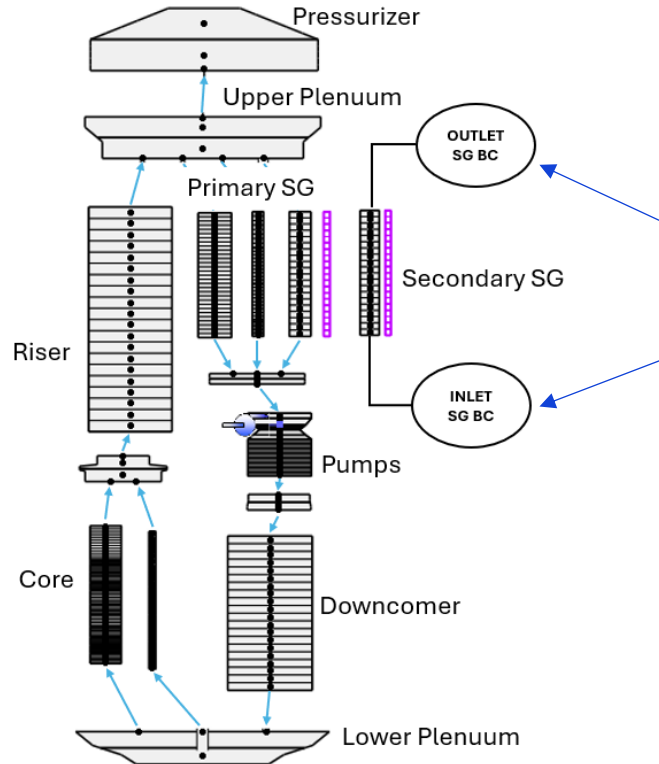 Pressurizer
Upper Plenuum
OUTLET
SG BC
Primary SG
Secondary SG
Riser
INLET
SG BC
Pumps
Core
Downcomer
Lower Plenuum